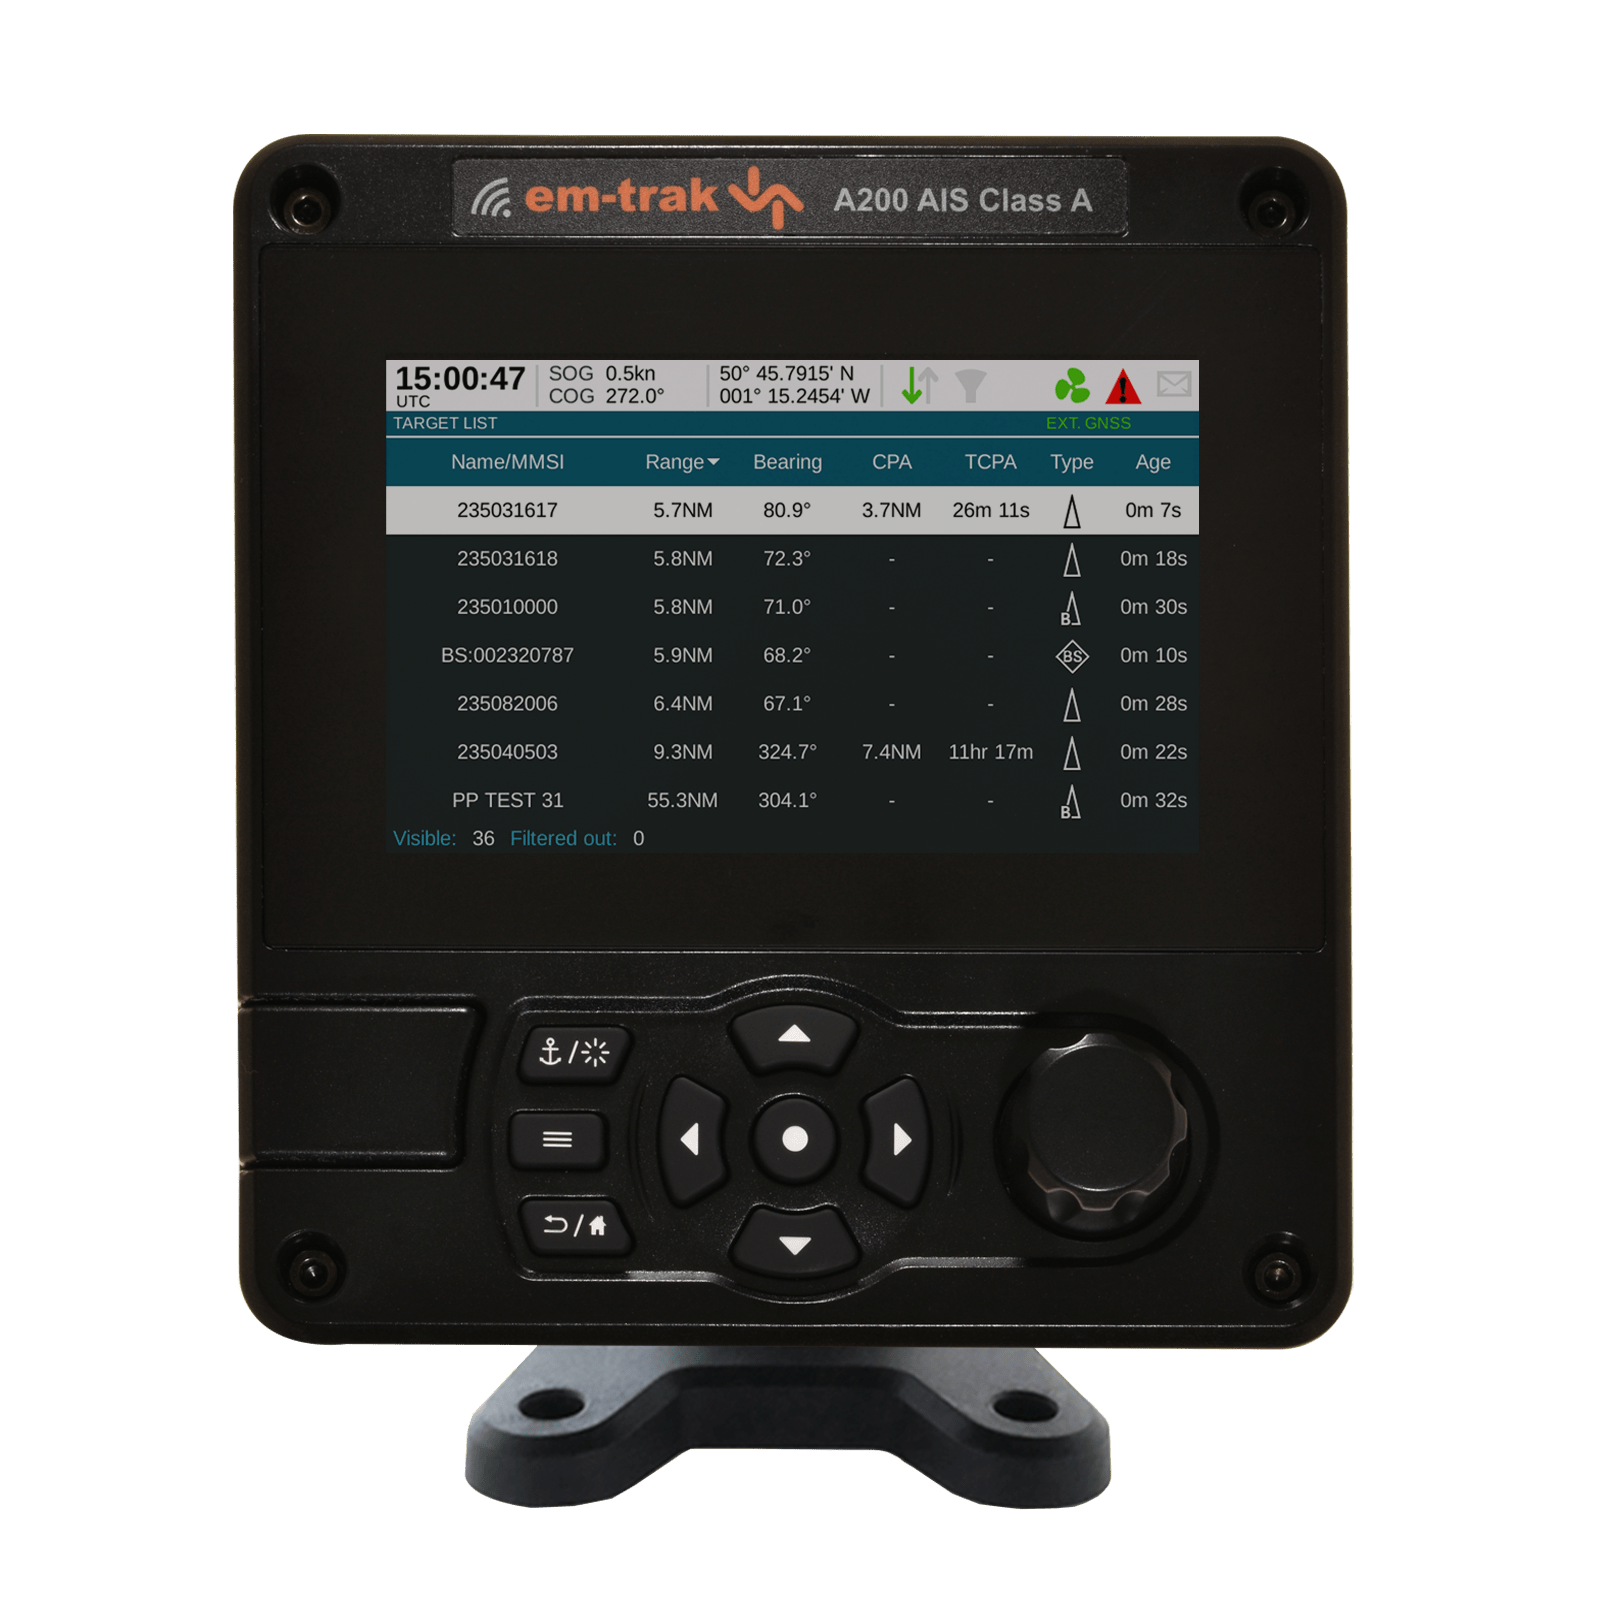 em-trak A200 AIS Class A
15:00:47 UTC SOG 0.5kn COG 272.0° 50° 45.7915' N 001° 15.2454' W
TARGET LIST EXT. GNSS
Name/MMSI Range Bearing CPA TCPA Type Age
235031617 5.7NM 80.9° 3.7NM 26m 11s 0m 7s
235031618 5.8NM 72.3° - - 0m 18s
235010000 5.8NM 71.0° - - B 0m 30s
BS:002320787 5.9NM 68.2° - - BS 0m 10s
235082006 6.4NM 67.1° - - 0m 28s
235040503 9.3NM 324.7° 7.4NM 11hr 17m 0m 22s
PP TEST 31 55.3NM 304.1° - - B 0m 32s
Visible: 36 Filtered out: 0